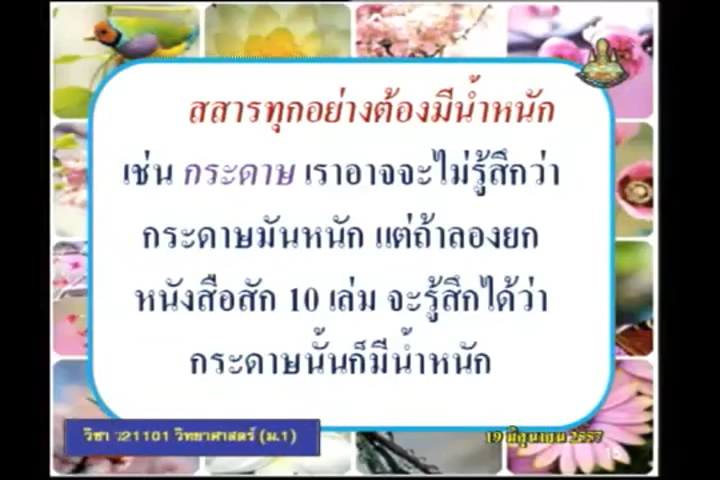 สสารทุกอย่างต้องมีน้ำหนัก
เช่น กระดาษ เราอาจจะไม่รู้สึกว่า
กระดาษมันหนัก แต่ถ้าลองยก
หนังสือสัก 10 เล่ม จะรู้สึกได้ว่า
กระดาษนั้นก็มีน้ำหนัก
วิชา ว21101 วิทยาศาสตร์ (ม.1)
19 มิถุนายน 2557